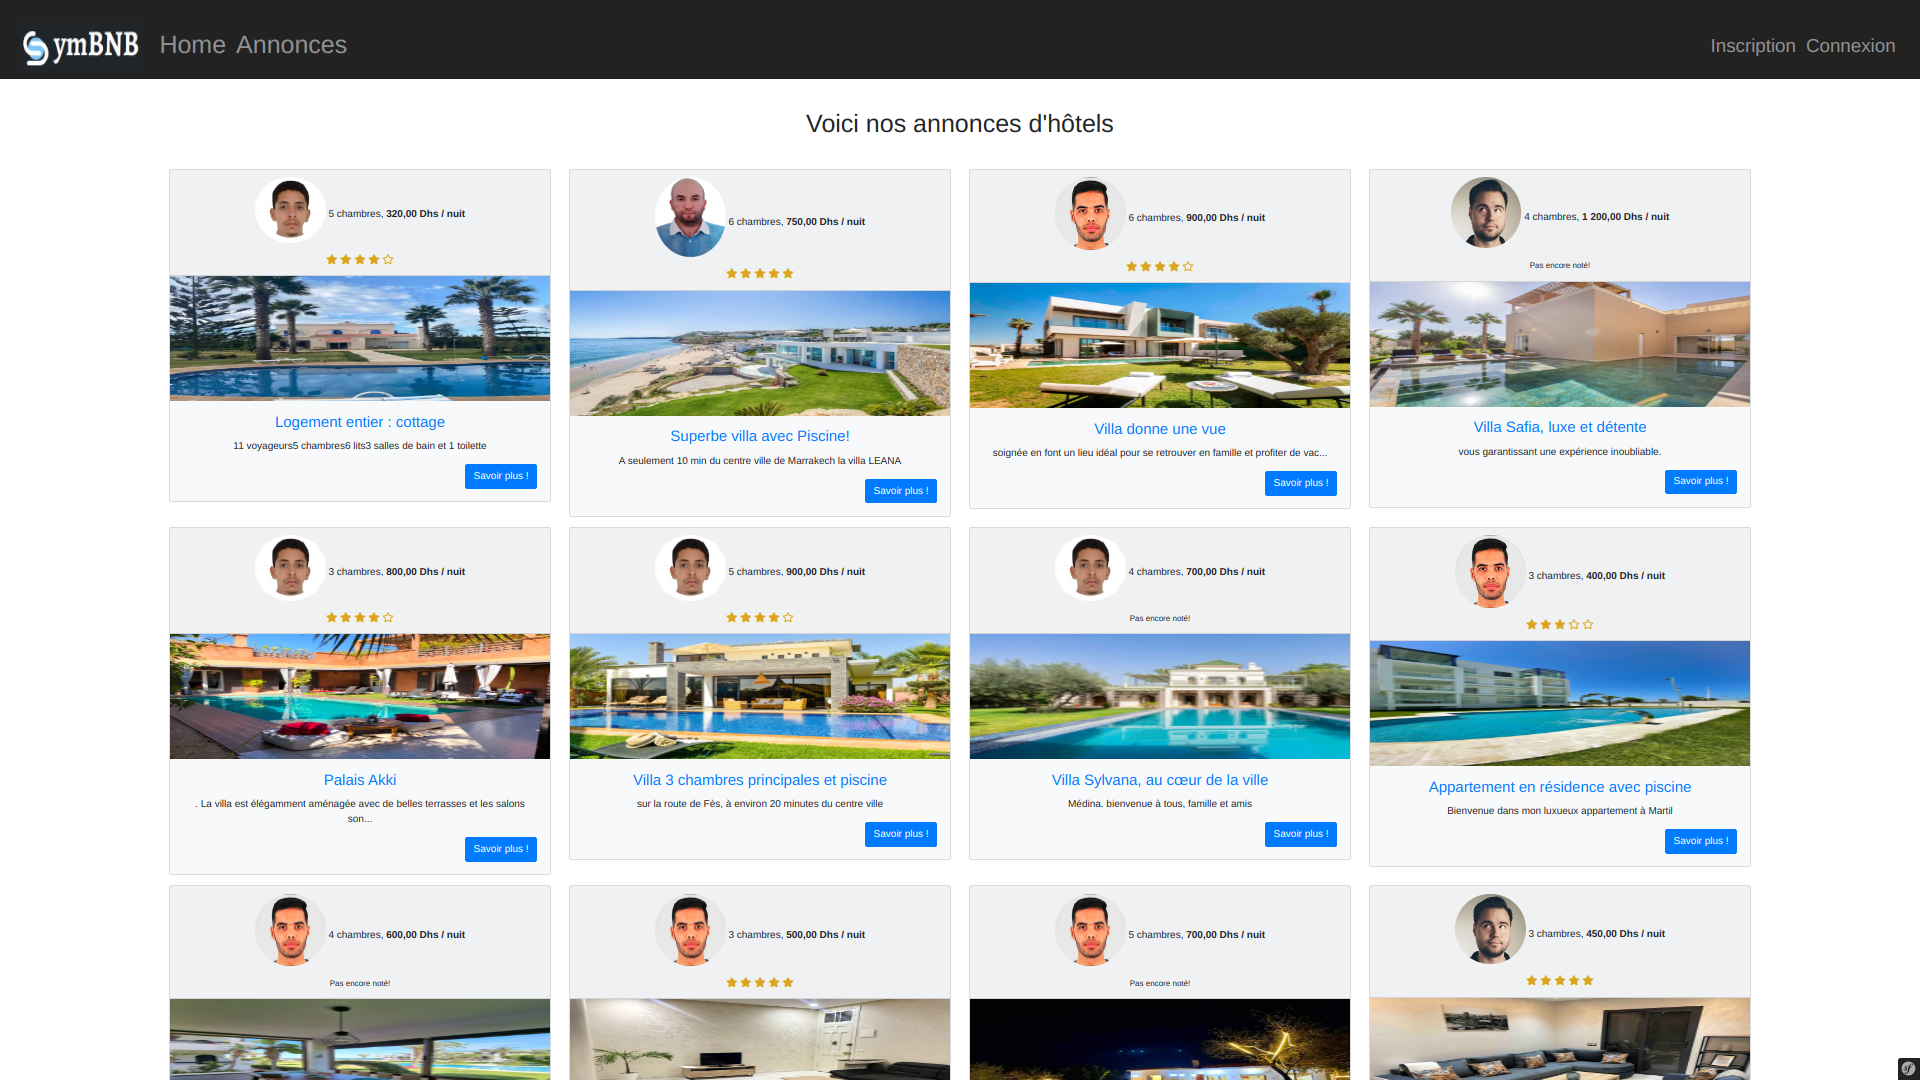 ymBNB
Home Annonces
Inscription Connexion
Voici nos annonces d'hôtels
5 chambres, 320,00 Dhs / nuit
Logement entier : cottage
11 voyageurs5 chambres6 lits3 salles de bain et 1 toilette
Savoir plus !
6 chambres, 750,00 Dhs / nuit
Superbe villa avec Piscine!
A seulement 10 min du centre ville de Marrakech la villa LEANA
Savoir plus !
6 chambres, 900,00 Dhs / nuit
Villa donne une vue
soignée en font un lieu idéal pour se retrouver en famille et profiter de vac...
Savoir plus !
4 chambres, 1 200,00 Dhs / nuit
Pas encore noté!
Villa Safia, luxe et détente
vous garantissant une expérience inoubliable.
Savoir plus !
3 chambres, 800,00 Dhs / nuit
Palais Akki
. La villa est élégamment aménagée avec de belles terrasses et les salons
son...
Savoir plus !
5 chambres, 900,00 Dhs / nuit
Villa 3 chambres principales et piscine
sur la route de Fès, à environ 20 minutes du centre ville
Savoir plus !
4 chambres, 700,00 Dhs / nuit
Pas encore noté!
Villa Sylvana, au cœur de la ville
Médina. bienvenue à tous, famille et amis
Savoir plus !
3 chambres, 400,00 Dhs / nuit
Appartement en résidence avec piscine
Bienvenue dans mon luxueux appartement à Martil
Savoir plus !
4 chambres, 600,00 Dhs / nuit
Pas encore noté!
3 chambres, 500,00 Dhs / nuit
5 chambres, 700,00 Dhs / nuit
Pas encore noté!
3 chambres, 450,00 Dhs / nuit